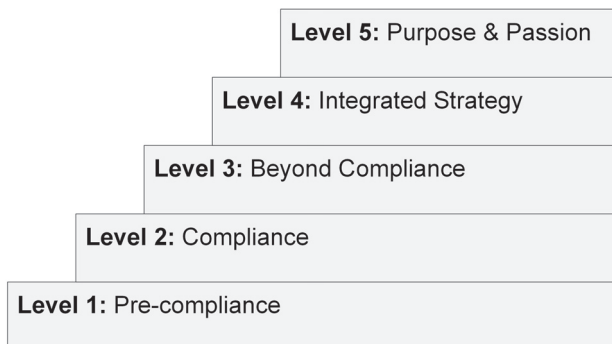 Level 5: Purpose & Passion
Level 4: Integrated Strategy
Level 3: Beyond Compliance
Level 2: Compliance
Level 1: Pre-compliance